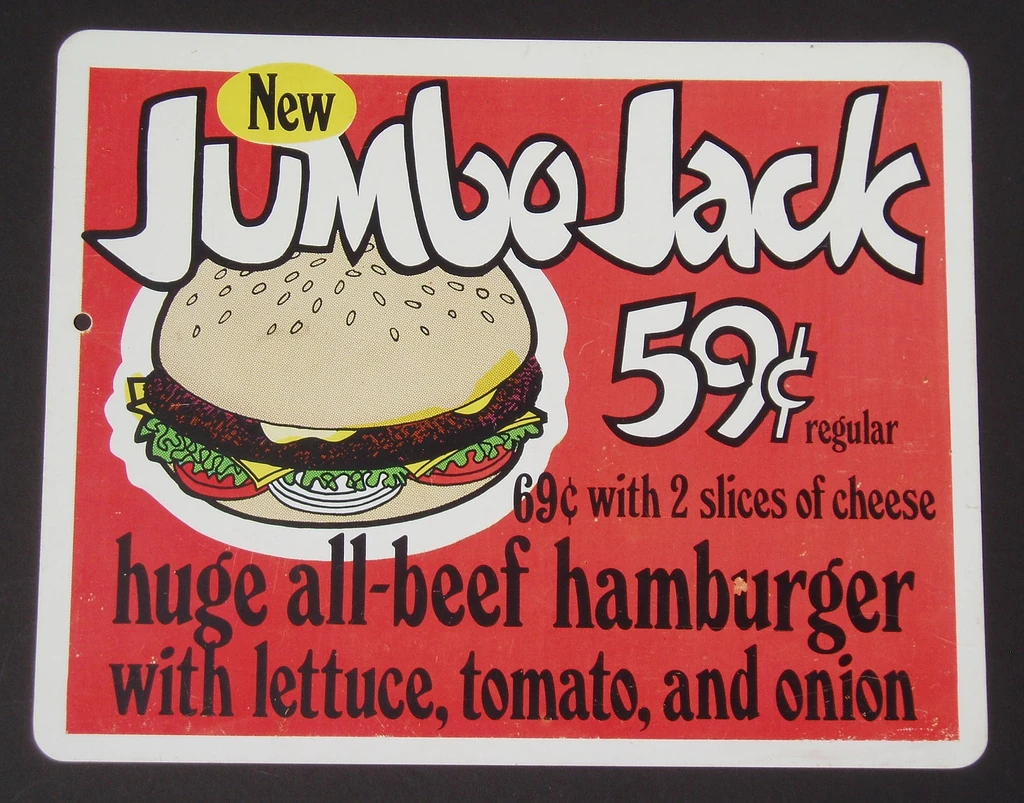 New
Jumbo Jack
59¢ regular
69¢ with 2 slices of cheese
huge all-beef hamburger
with lettuce, tomato, and onion